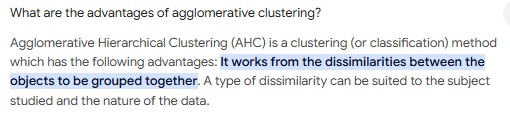 What are the advantages of agglomerative clustering?
Agglomerative Hierarchical Clustering (AHC) is a clustering (or classification) method
which has the following advantages: It works from the dissimilarities between the
objects to be grouped together. A type of dissimilarity can be suited to the subject
studied and the nature of the data.